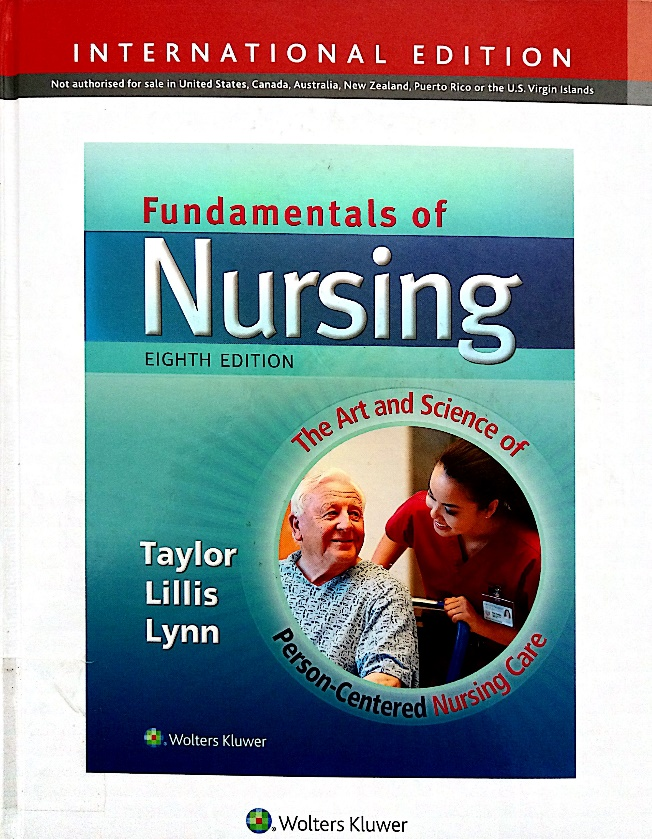 INTERNATIONAL EDITION
Not authorised for sale in United States, Canada, Australia, New Zealand, Puerto Rico or the U.S. Virgin Islands
Fundamentals of
Nursing
EIGHTH EDITION
The Art and Science of
Person-Centered Nursing Care
Taylor
Lillis
Lynn
Wolters Kluwer
Wolters Kluwer